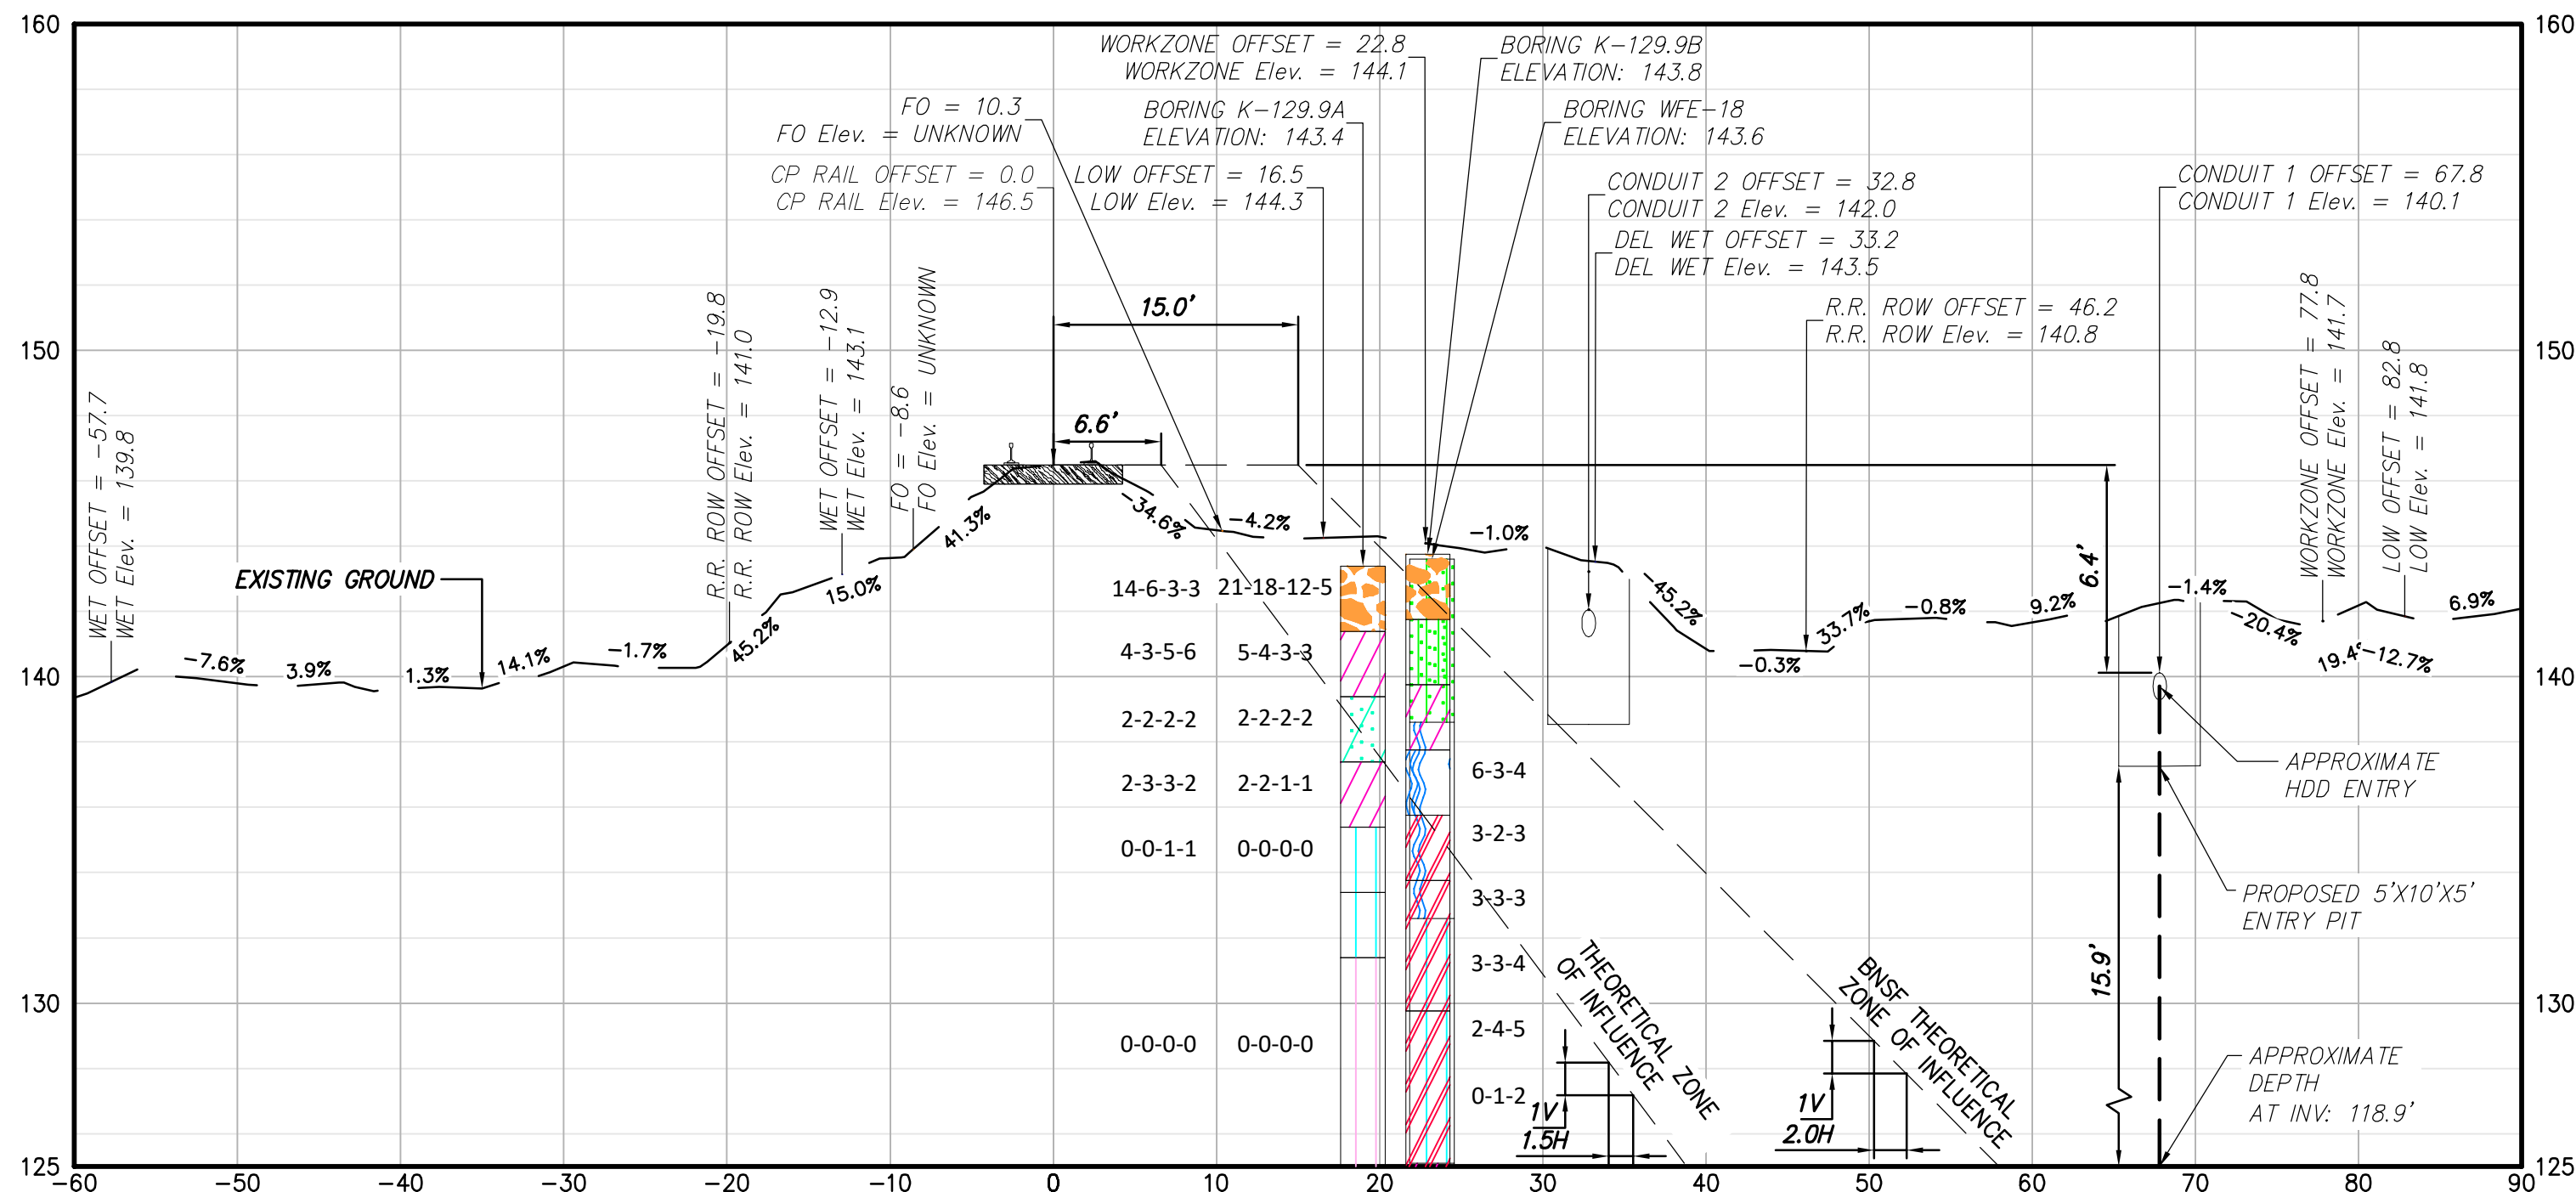 160
160
150
150
140
140
130
130
125
125
-60
-50
-40
-30
-20
-10
0
10
20
30
40
50
60
70
80
90
WORKZONE OFFSET = 22.8
WORKZONE Elev. = 144.1
BORING K-129.9B
ELEVATION: 143.8
FO = 10.3
FO Elev. = UNKNOWN
BORING K-129.9A
ELEVATION: 143.4
BORING WFE-18
ELEVATION: 143.6
CP RAIL OFFSET = 0.0
CP RAIL Elev. = 146.5
LOW OFFSET = 16.5
LOW Elev. = 144.3
CONDUIT 2 OFFSET = 32.8
CONDUIT 2 Elev. = 142.0
DEL WET OFFSET = 33.2
DEL WET Elev. = 143.5
CONDUIT 1 OFFSET = 67.8
CONDUIT 1 Elev. = 140.1
R.R. ROW OFFSET = 46.2
R.R. ROW Elev. = 140.8
WET OFFSET = -57.7
WET Elev. = 139.8
R.R. ROW OFFSET = -19.8
R.R. ROW Elev. = 141.0
WET OFFSET = -12.9
WET Elev. = 143.1
FO = -8.6
FO Elev. = UNKNOWN
WORKZONE OFFSET = 77.8
WORKZONE Elev. = 141.7
LOW OFFSET = 82.8
LOW Elev. = 141.8
15.0'
6.6'
6.4'
15.9'
EXISTING GROUND
-7.6%
3.9%
1.3%
14.1%
-1.7%
45.2%
15.0%
41.3%
-34.6%
-4.2%
-1.0%
-45.2%
-0.3%
33.7%
-0.8%
9.2%
-1.4%
-20.4%
19.4
-12.7%
6.9%
14-6-3-3 21-18-12-5
4-3-5-6 5-4-3-3
2-2-2-2 2-2-2-2
2-3-3-2 2-2-1-1
0-0-1-1 0-0-0-0
0-0-0-0 0-0-0-0
6-3-4
3-2-3
3-3-3
3-3-4
2-4-5
0-1-2
THEORETICAL ZONE
OF INFLUENCE
1V
1.5H
BNSF THEORETICAL
ZONE OF INFLUENCE
1V
2.0H
APPROXIMATE
HDD ENTRY
PROPOSED 5'X10'X5'
ENTRY PIT
APPROXIMATE
DEPTH
AT INV: 118.9'